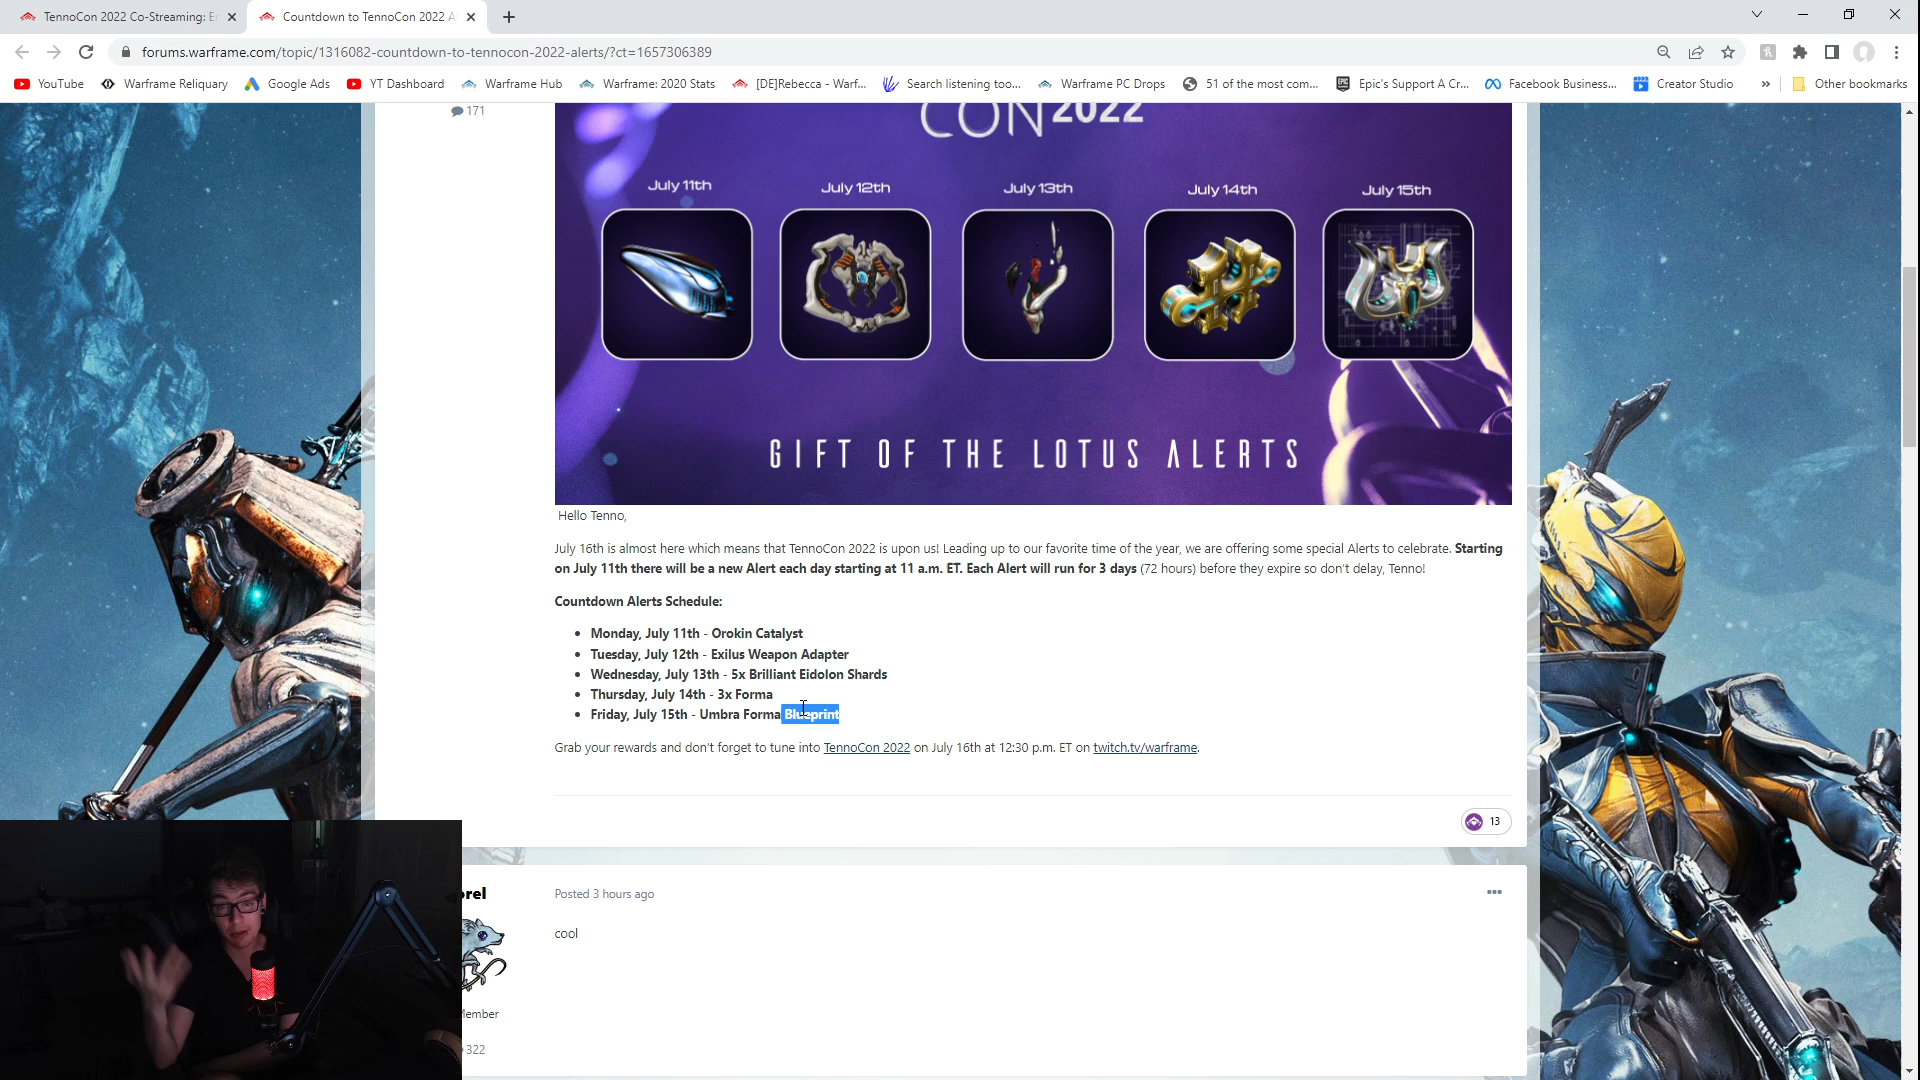 TennoCon 2022 Co-Streaming: E
Countdown to TennoCon 2022 A
forums.warframe.com/topic/1316082-countdown-to-tennocon-2022-alerts/?ct=1657306389
YouTube
Warframe Reliquary
Google Ads
YT Dashboard
Warframe Hub
Warframe: 2020 Stats
[DE]Rebecca - Warf...
Search listening too...
Warframe PC Drops
51 of the most com...
Epic's Support A Cr...
Facebook Business...
Creator Studio
»
Other bookmarks
171
CON 2022
July 11th
July 12th
July 13th
July 14th
July 15th
GIFT OF THE LOTUS ALERTS
Hello Tenno,
July 16th is almost here which means that TennoCon 2022 is upon us! Leading up to our favorite time of the year, we are offering some special Alerts to celebrate. Starting
on July 11th there will be a new Alert each day starting at 11 a.m. ET. Each Alert will run for 3 days (72 hours) before they expire so don't delay, Tenno!
Countdown Alerts Schedule:
• Monday, July 11th - Orokin Catalyst
• Tuesday, July 12th - Exilus Weapon Adapter
• Wednesday, July 13th - 5x Brilliant Eidolon Shards
• Thursday, July 14th - 3x Forma
• Friday, July 15th - Umbra Forma Blueprint
Grab your rewards and don't forget to tune into TennoCon 2022 on July 16th at 12:30 p.m. ET on twitch.tv/warframe.
13
orel
Posted 3 hours ago
cool
Member
322